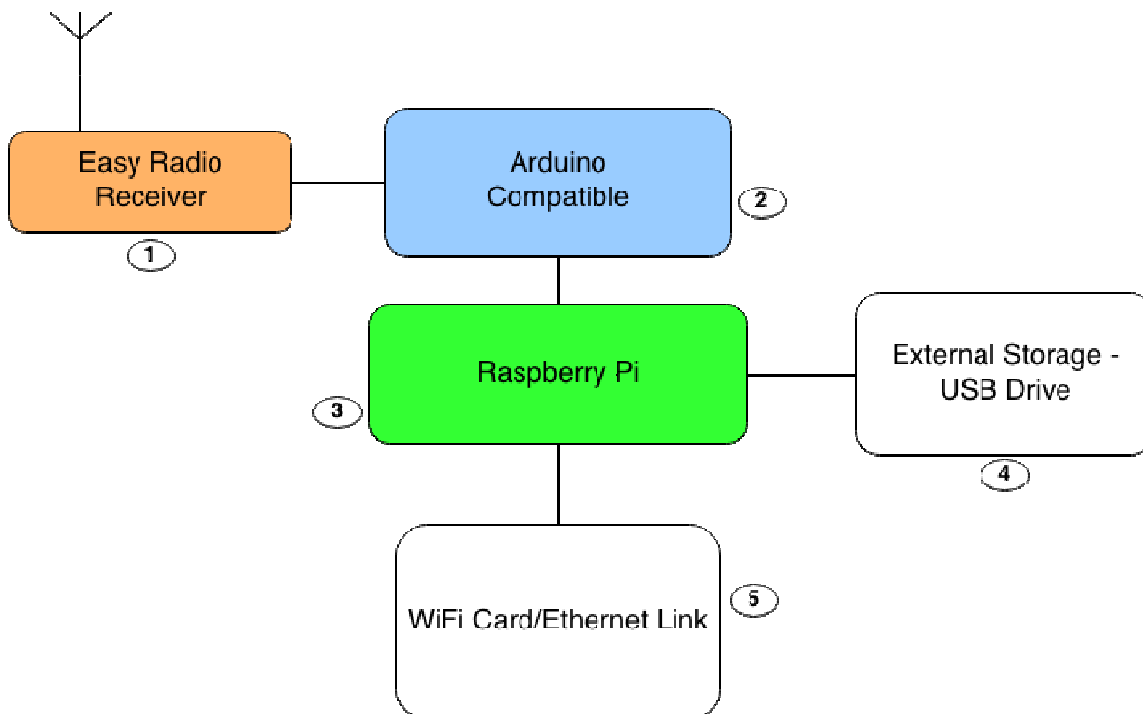 Easy Radio
Receiver
1
Arduino
Compatible
2
Raspberry Pi
3
External Storage -
USB Drive
4
WiFi Card/Ethernet Link
5